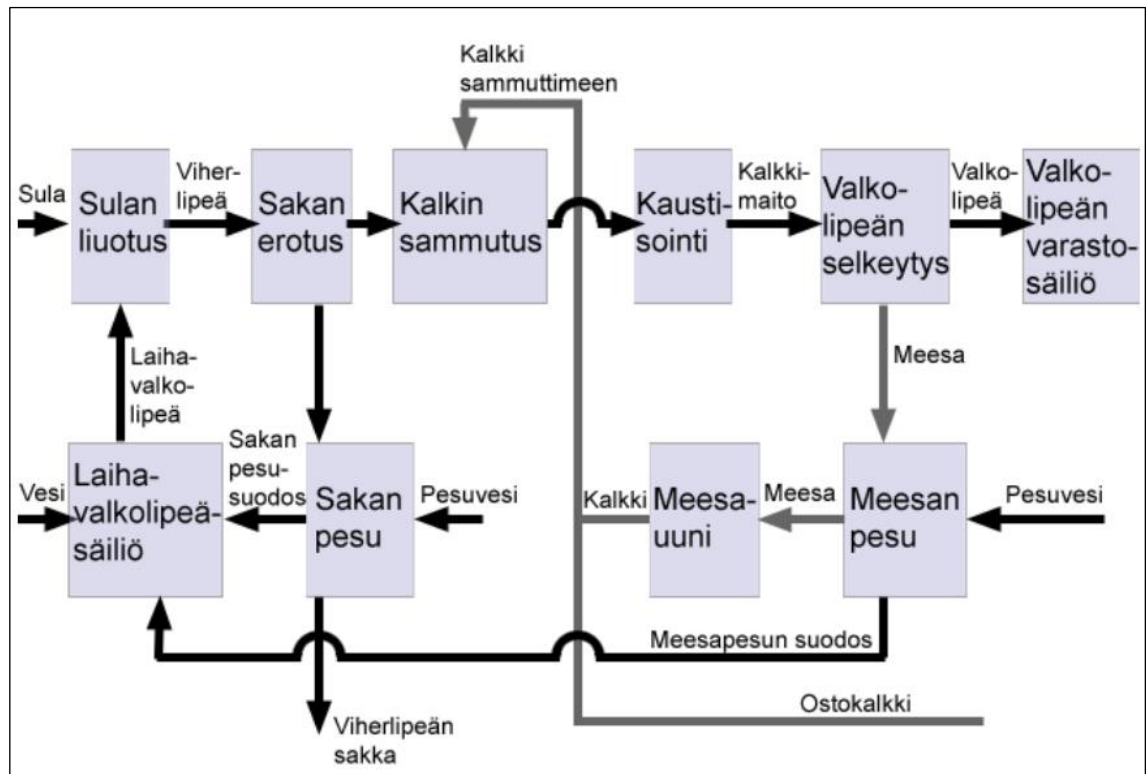 Kalkki
sammuttimeen
Sula
Sulan
liuotus
Viher-
lipeä
Sakan
erotus
Kalkin
sammutus
Kausti-
sointi
Kalkki-
maito
Valko-
lipeän
selkeytys
Valko-
lipeä
Valko-
lipeän
varasto-
säiliö
Laiha-
valko-
lipeä
Meesa
Vesi
Laiha-
valkolipeä-
säiliö
Sakan
pesu-
suodos
Sakan
pesu
Pesuvesi
Kalkki
Meesa-
uuni
Meesa
Meesan
pesu
Pesuvesi
Meesapesun suodos
Ostokalkki
Viherlipeän
sakka